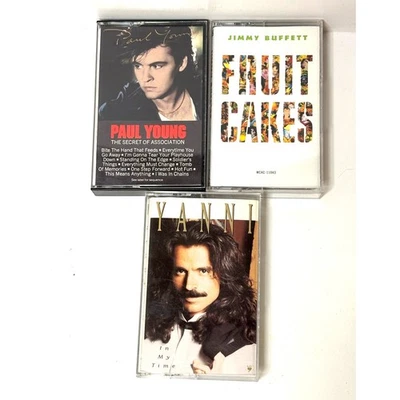 Paul Young
PAUL YOUNG
THE SECRET OF ASSOCIATION
Bite The Hand That Feeds • Everytime You
Go Away • I'm Gonna Tear Your Playhouse
Down • Standing On The Edge • Soldier's
Things • Everything Must Change • Tomb
Of Memories • One Step Forward • Hot Fun •
This Means Anything • I Was In Chains
JIMMY BUFFETT
FRUIT
CAKES
YANNI
In
My
Time